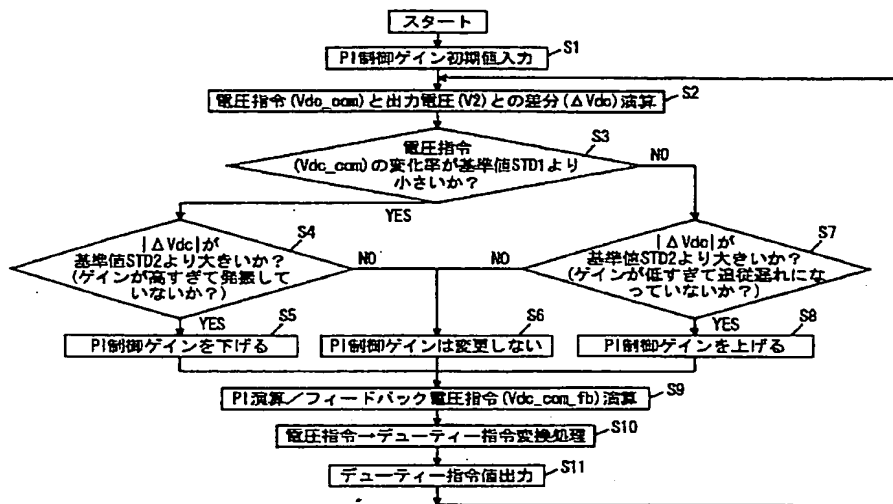 スタート
S1
PI制御ゲイン初期値入力
S2
電圧指令(Vdc_com)と出力電圧(V2)との差分(ΔVdc)演算
S3
電圧指令
(Vdc_com)の変化率が基準値STD1より
小さいか?
NO
YES
S4
|ΔVdc|が
基準値STD2より大きいか?
(ゲインが高すぎて発振して
いないか?)
NO
NO
S7
|ΔVdc|が
基準値STD2より大きいか?
(ゲインが低すぎて追従遅れにな
っていないか?)
YES
S5
PI制御ゲインを下げる
S6
PI制御ゲインは変更しない
YES
S8
PI制御ゲインを上げる
S9
PI演算/フィードバック電圧指令(Vdc_com_fb)演算
S10
電圧指令→デューティー指令変換処理
S11
デューティー指令値出力